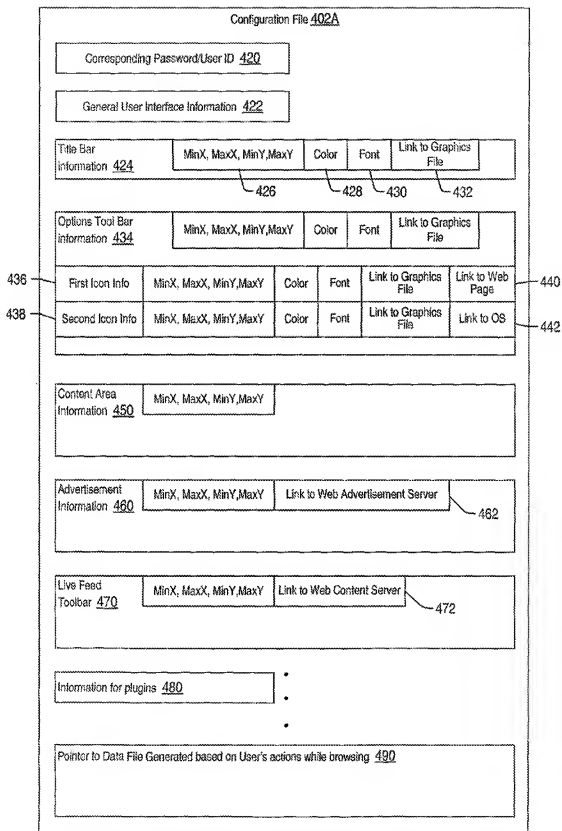 Configuration File 402A
Corresponding Password/User ID 420
General User Interface Information 422
Title Bar
Information 424
MinX, MaxX, MinY,MaxY
Color
Font
Link to Graphics
File
426
428
430
432
Options Tool Bar
Information 434
MinX, MaxX, MinY,MaxY
Color
Font
Link to Graphics
File
436
First Icon Info
MinX, MaxX, MinY,MaxY
Color
Font
Link to Graphics
File
Link to Web
Page
440
438
Second Icon Info
MinX, MaxX, MinY,MaxY
Color
Font
Link to Graphics
File
Link to OS
442
Content Area
Information 450
MinX, MaxX, MinY,MaxY
Advertisement
Information 460
MinX, MaxX, MinY,MaxY
Link to Web Advertisement Server
462
Live Feed
Toolbar 470
MinX, MaxX, MinY,MaxY
Link to Web Content Server
472
Information for plugins 480
Pointer to Data File Generated based on User's actions while browsing 490